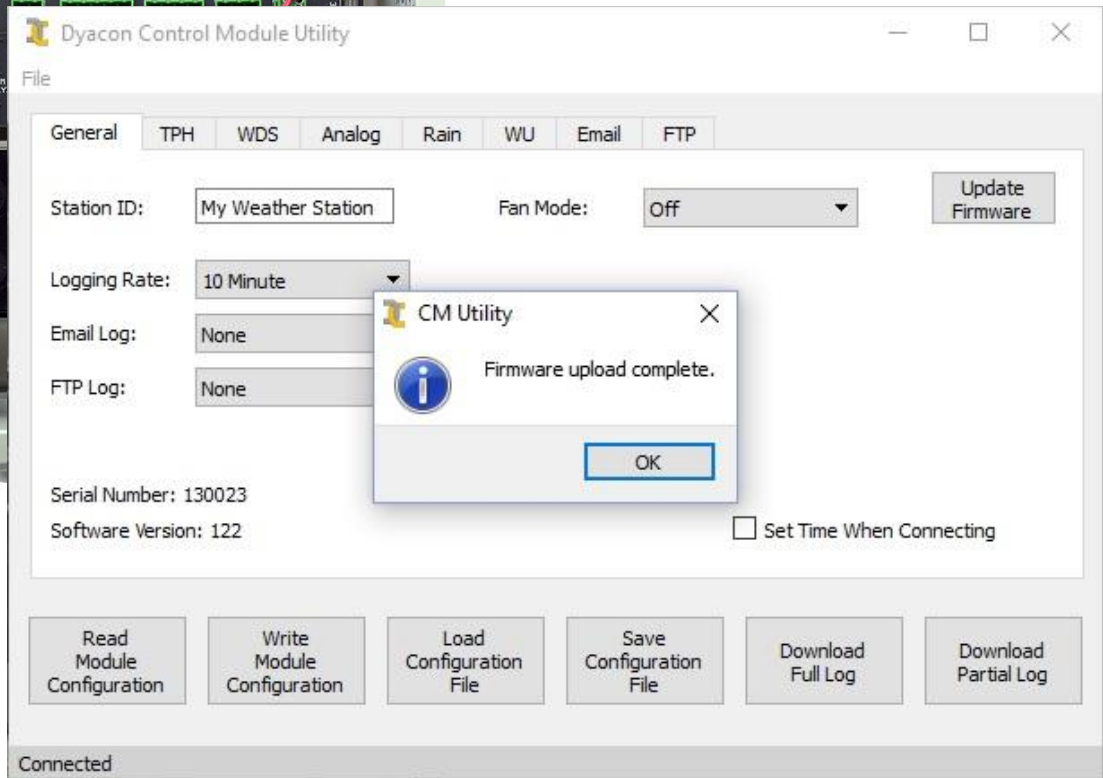 Dyacon Control Module Utility
File
General TPH WDS Analog Rain WU Email FTP
Station ID: My Weather Station Fan Mode: Off Update Firmware
Logging Rate: 10 Minute
CM Utility
Email Log: None
Firmware upload complete.
FTP Log: None
OK
Serial Number: 130023
Software Version: 122
Set Time When Connecting
Read
Module
Configuration
Write
Module
Configuration
Load
Configuration
File
Save
Configuration
File
Download
Full Log
Download
Partial Log
Connected